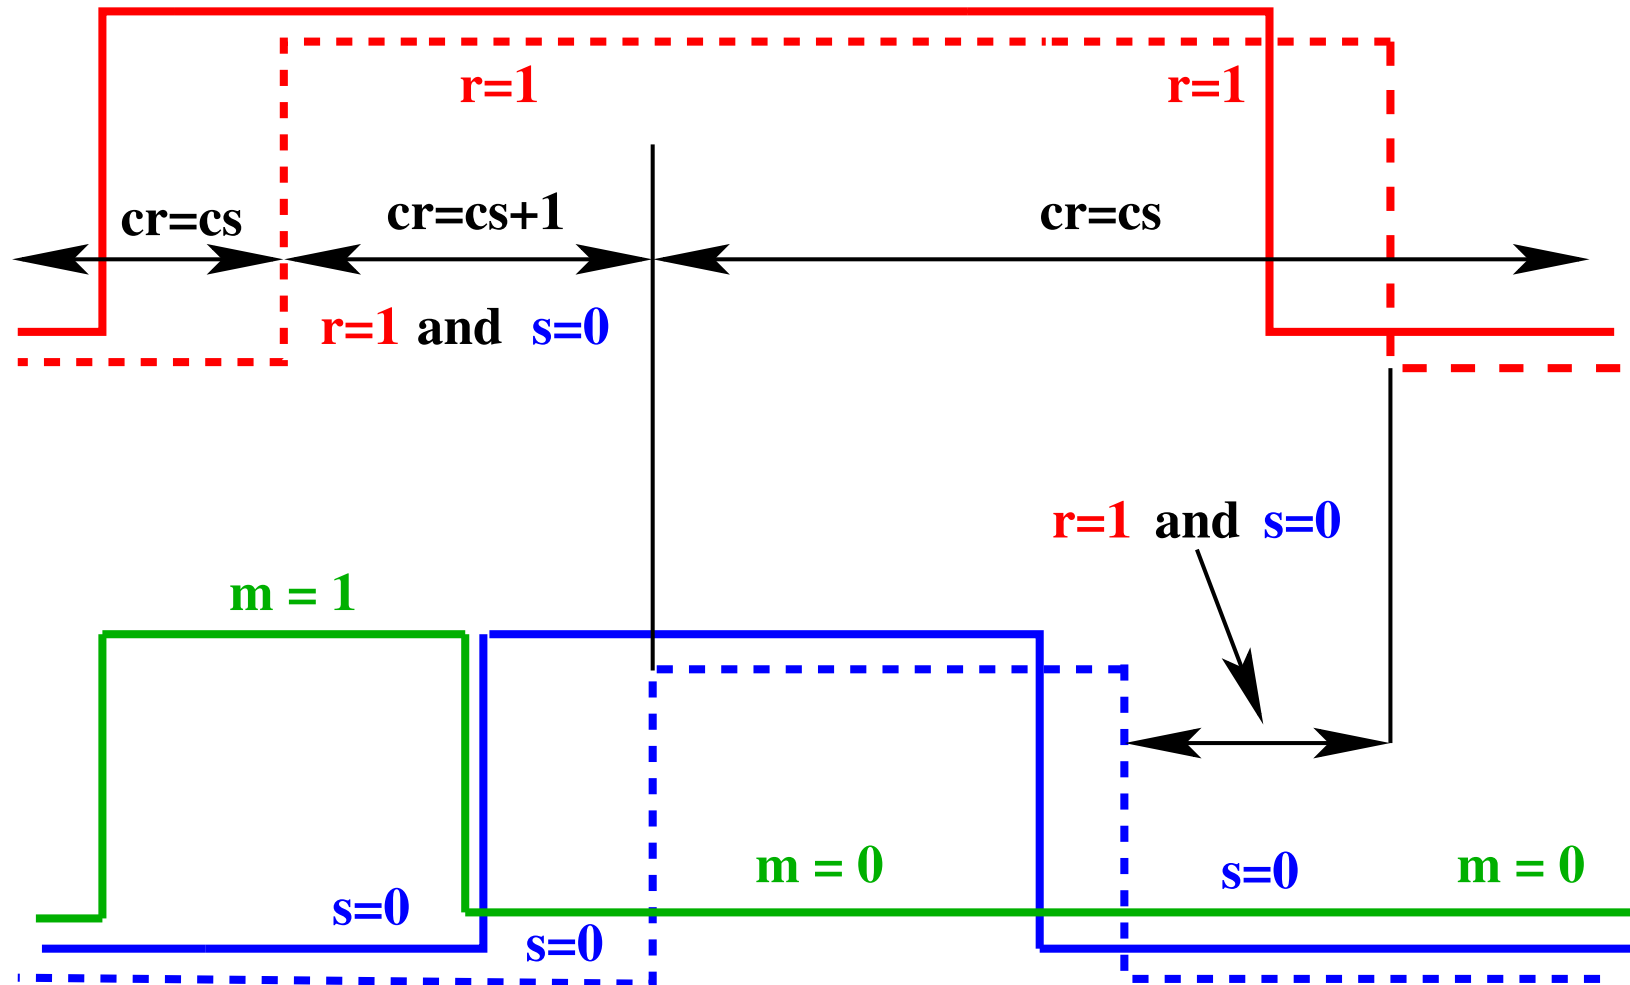 r=1 r=1
cr=cs cr=cs+1 cr=cs
r=1 and s=0
r=1 and s=0
m = 1
m = 0 s=0 m = 0
s=0
s=0